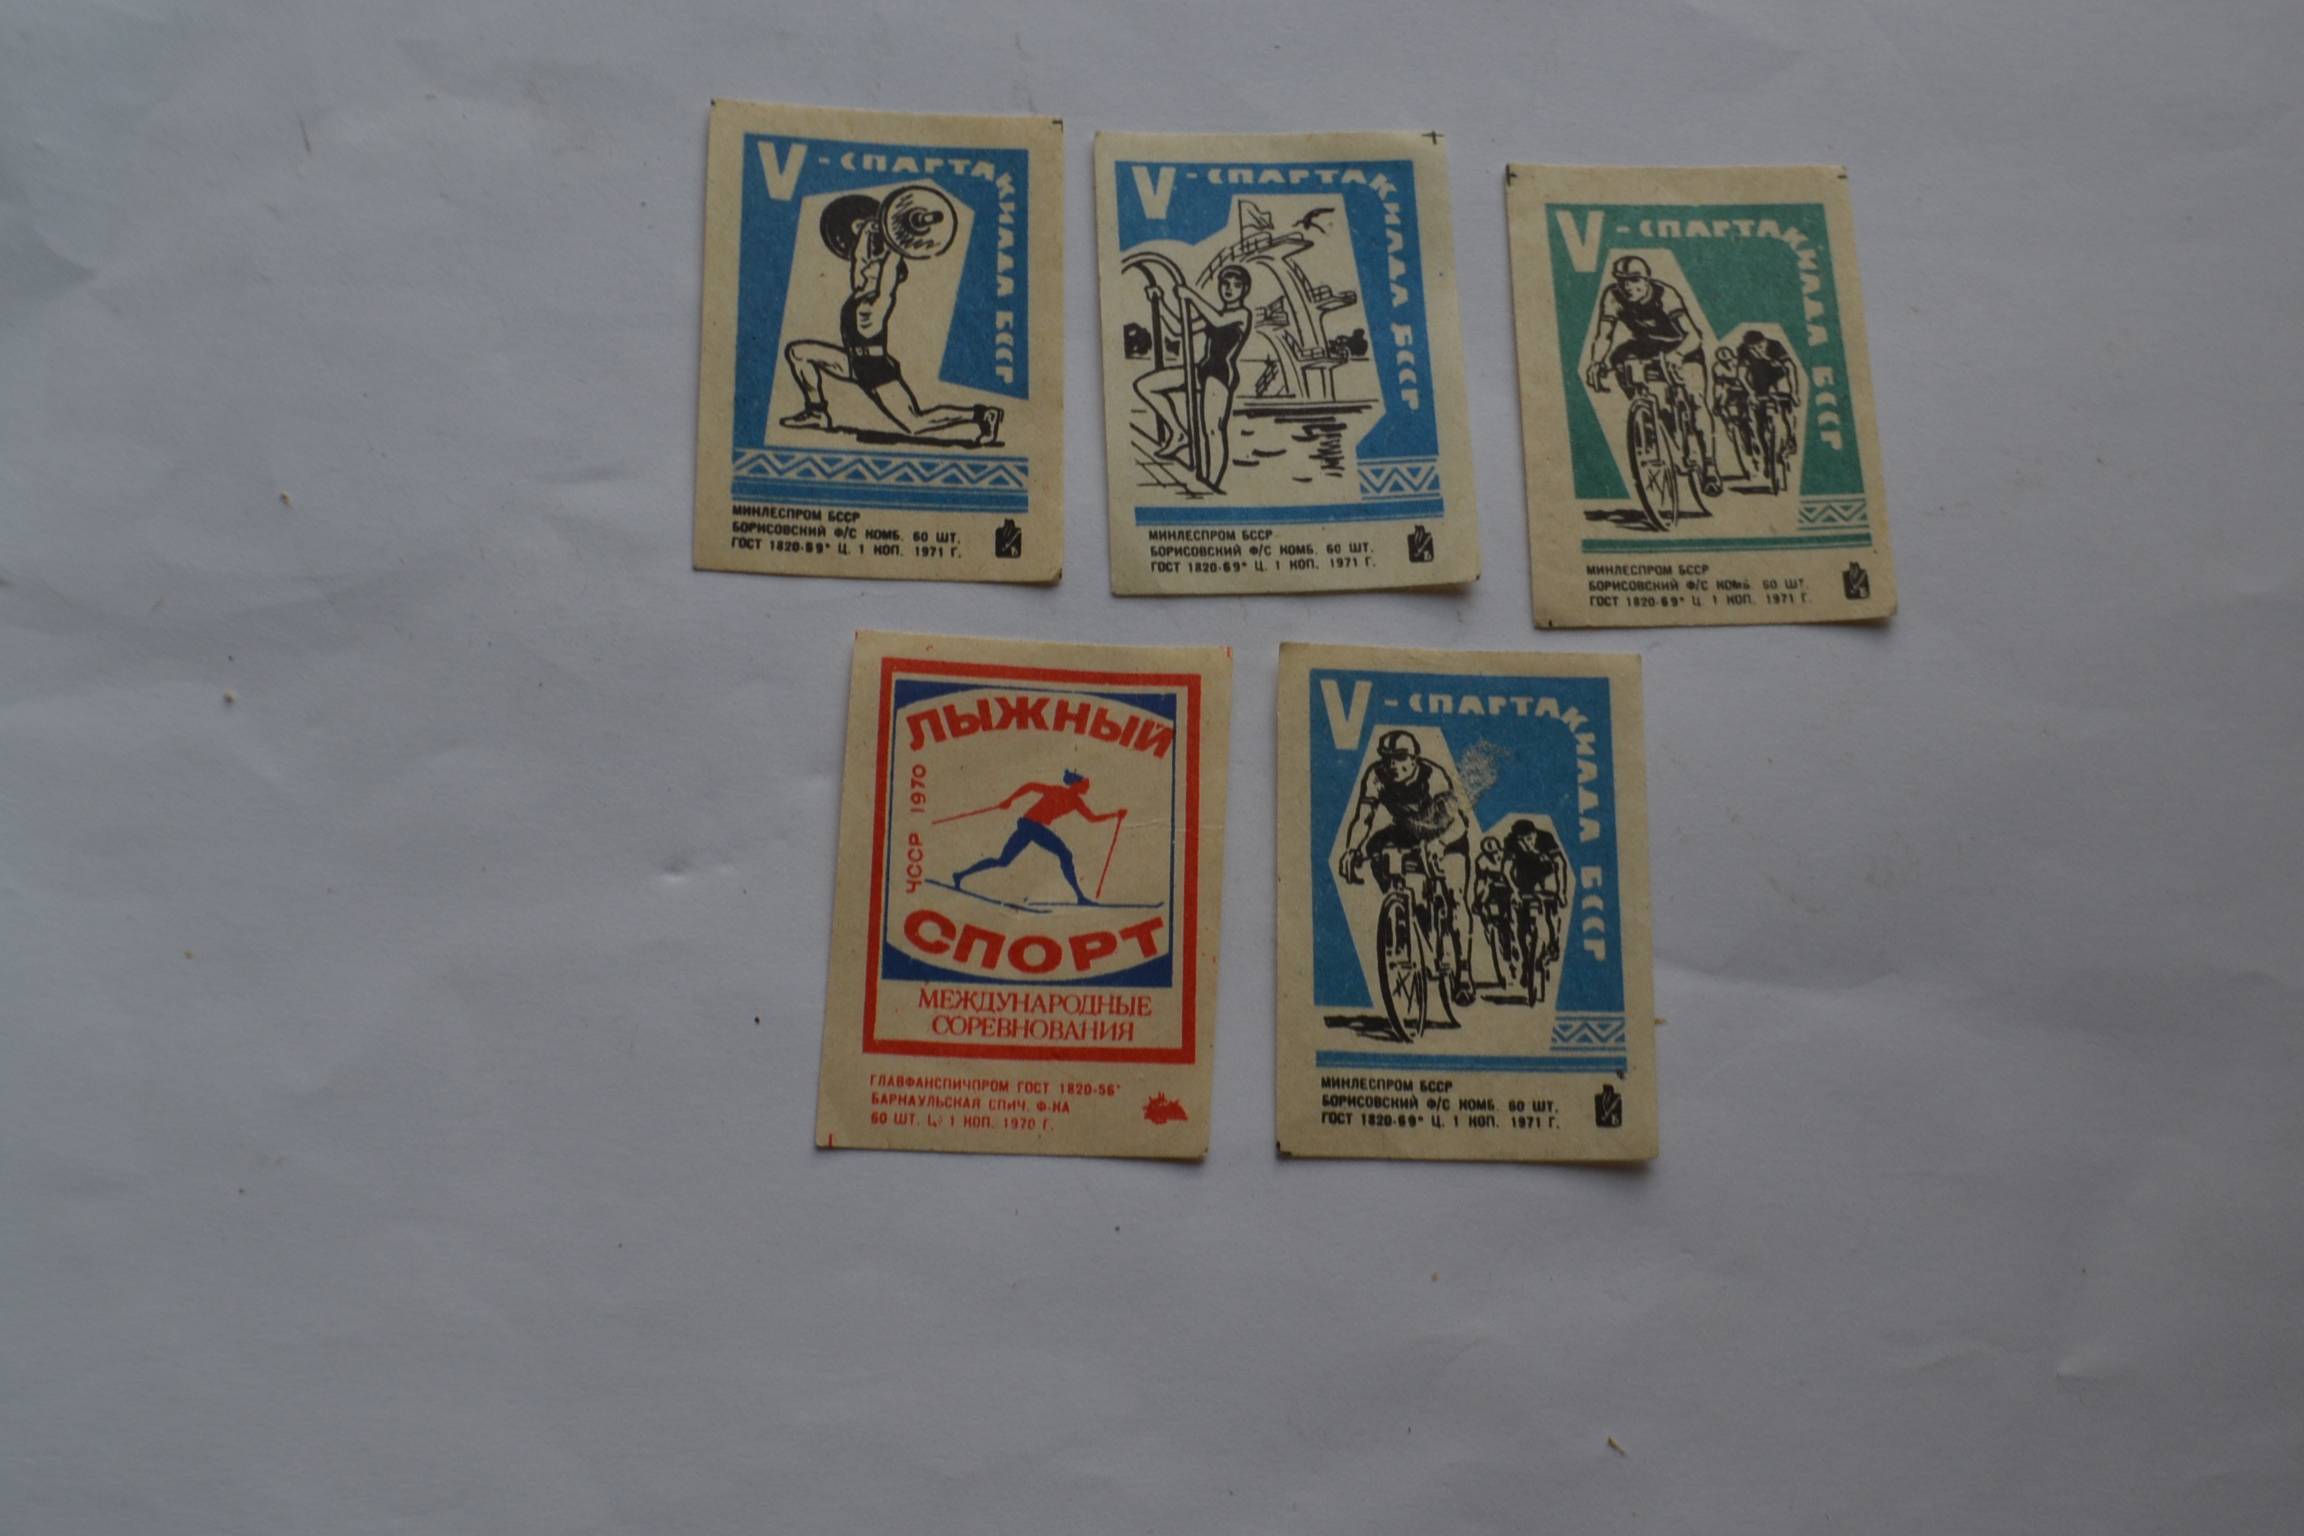 V - СПАРТАКИАДА БССР
МИНЛЕСПРОМ БССР
БОРИСОВСКИЙ Ф/С КОМБ. 60 ШТ.
ГОСТ 1820-69* Ц. 1 КОП. 1971 Г.
V - СПАРТАКИАДА БССР
МИНЛЕСПРОМ БССР
БОРИСОВСКИЙ Ф/С КОМБ. 60 ШТ.
ГОСТ 1820-69* Ц. 1 КОП. 1971 Г.
V - СПАРТАКИАДА БССР
МИНЛЕСПРОМ БССР
БОРИСОВСКИЙ Ф/С КОМБ. 60 ШТ.
ГОСТ 1820-69* Ц. 1 КОП. 1971 Г.
ЛЫЖНЫЙ
ЧССР 1970
СПОРТ
МЕЖДУНАРОДНЫЕ
СОРЕВНОВАНИЯ
ГЛАВФАНСПИЧПРОМ ГОСТ 1820-56*
БАРНАУЛЬСКАЯ СПИЧ. Ф-КА
60 ШТ. Ц. 1 КОП. 1970 Г.
V - СПАРТАКИАДА БССР
МИНЛЕСПРОМ БССР
БОРИСОВСКИЙ Ф/С КОМБ. 60 ШТ.
ГОСТ 1820-69* Ц. 1 КОП. 1971 Г.